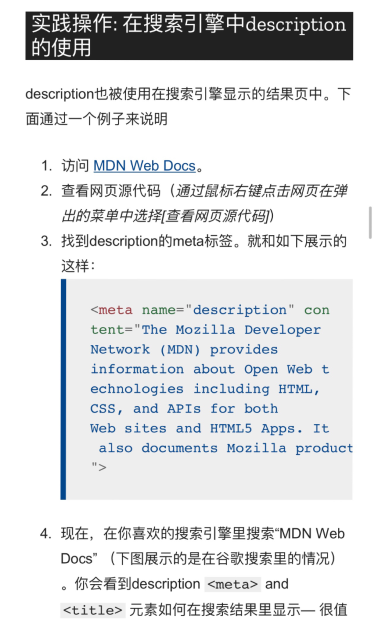 实践操作: 在搜索引擎中description
的使用
description也被使用在搜索引擎显示的结果页中。下
面通过一个例子来说明
1. 访问 MDN Web Docs。
2. 查看网页源代码（通过鼠标右键点击网页在弹
出的菜单中选择[查看网页源代码]）
3. 找到description的meta标签。就和如下展示的
这样：
<meta name="description" con
tent="The Mozilla Developer
Network (MDN) provides
information about Open Web t
echnologies including HTML,
CSS, and APIs for both
Web sites and HTML5 Apps. It
also documents Mozilla product
">
4. 现在，在你喜欢的搜索引擎里搜索“MDN Web
Docs” （下图展示的是在谷歌搜索里的情况）
。你会看到description <meta> and
<title> 元素如何在搜索结果里显示— 很值